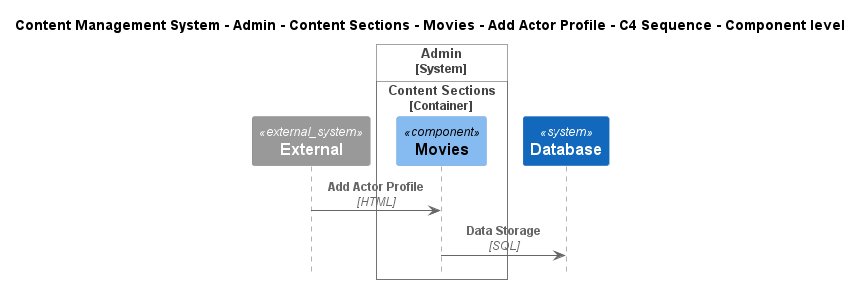 Content Management System - Admin - Content Sections - Movies - Add Actor Profile - C4 Sequence - Component level
Admin
[System]
Content Sections
[Container]
«external_system»
External
«component»
Movies
«system»
Database
Add Actor Profile
[HTML]
Data Storage
[SQL]